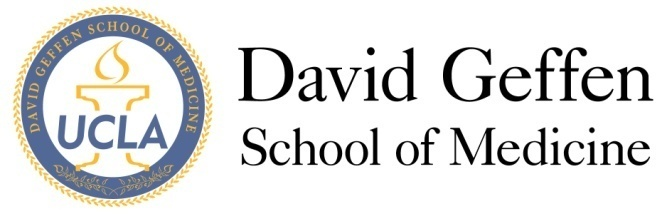 DAVID GEFFEN SCHOOL OF MEDICINE
UCLA
David Geffen
School of Medicine